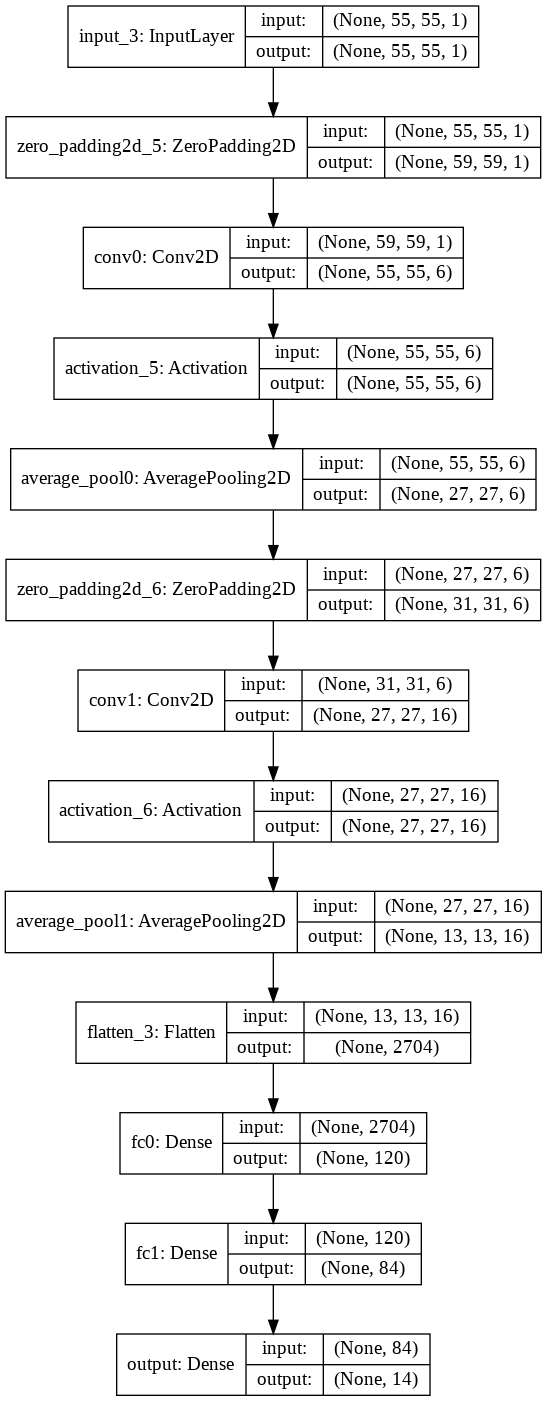 input_3: InputLayer
input: (None, 55, 55, 1)
output: (None, 55, 55, 1)
zero_padding2d_5: ZeroPadding2D
input: (None, 55, 55, 1)
output: (None, 59, 59, 1)
conv0: Conv2D
input: (None, 59, 59, 1)
output: (None, 55, 55, 6)
activation_5: Activation
input: (None, 55, 55, 6)
output: (None, 55, 55, 6)
average_pool0: AveragePooling2D
input: (None, 55, 55, 6)
output: (None, 27, 27, 6)
zero_padding2d_6: ZeroPadding2D
input: (None, 27, 27, 6)
output: (None, 31, 31, 6)
conv1: Conv2D
input: (None, 31, 31, 6)
output: (None, 27, 27, 16)
activation_6: Activation
input: (None, 27, 27, 16)
output: (None, 27, 27, 16)
average_pool1: AveragePooling2D
input: (None, 27, 27, 16)
output: (None, 13, 13, 16)
flatten_3: Flatten
input: (None, 13, 13, 16)
output: (None, 2704)
fc0: Dense
input: (None, 2704)
output: (None, 120)
fc1: Dense
input: (None, 120)
output: (None, 84)
output: Dense
input: (None, 84)
output: (None, 14)